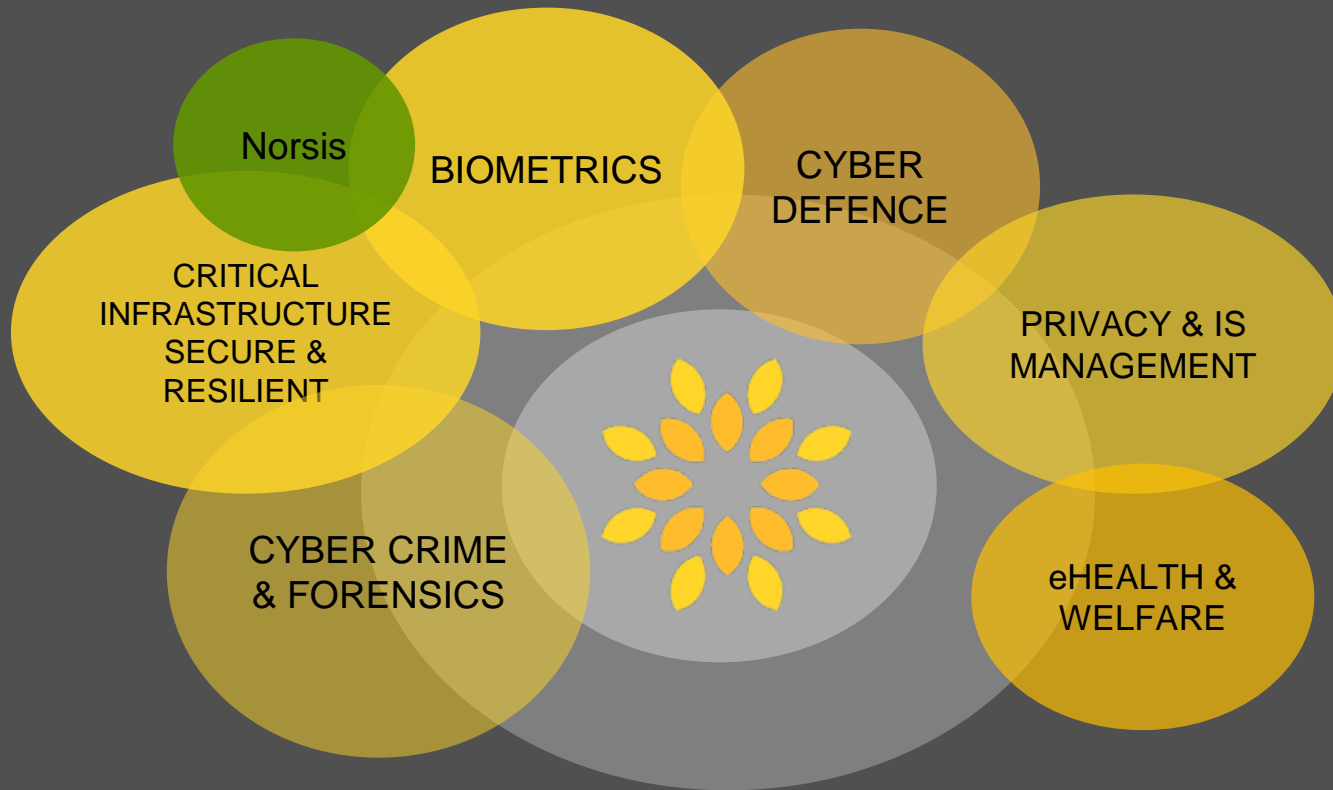 Norsis
BIOMETRICS
CYBER
DEFENCE
CRITICAL
INFRASTRUCTURE
SECURE &
RESILIENT
PRIVACY & IS
MANAGEMENT
CYBER CRIME
& FORENSICS
eHEALTH &
WELFARE